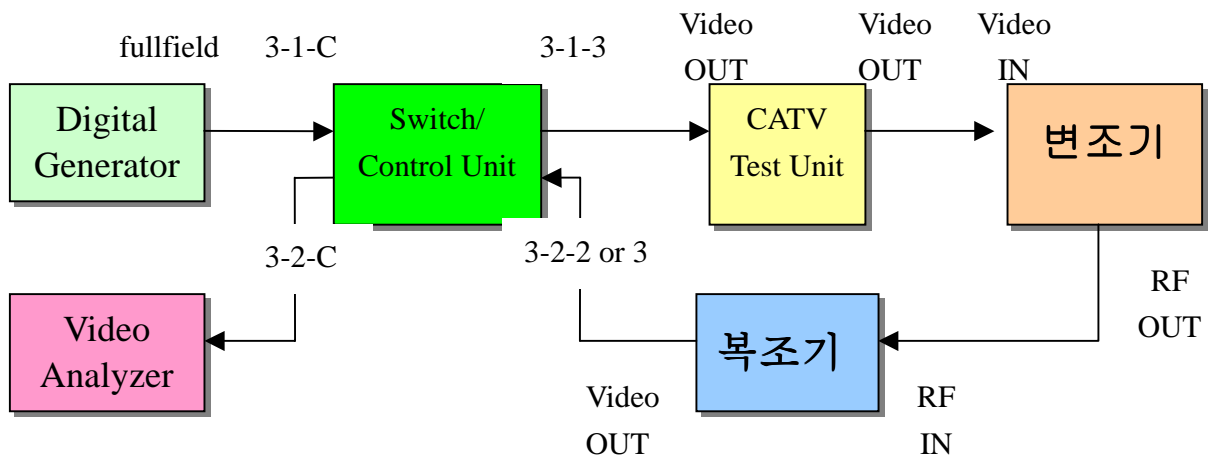 Video
OUT
Video
OUT
Video
IN
fullfield
3-1-C
3-1-3
Digital
Generator
Switch/
Control Unit
CATV
Test Unit
변조기
3-2-C
3-2-2 or 3
RF
OUT
Video
Analyzer
복조기
Video
OUT
RF
IN